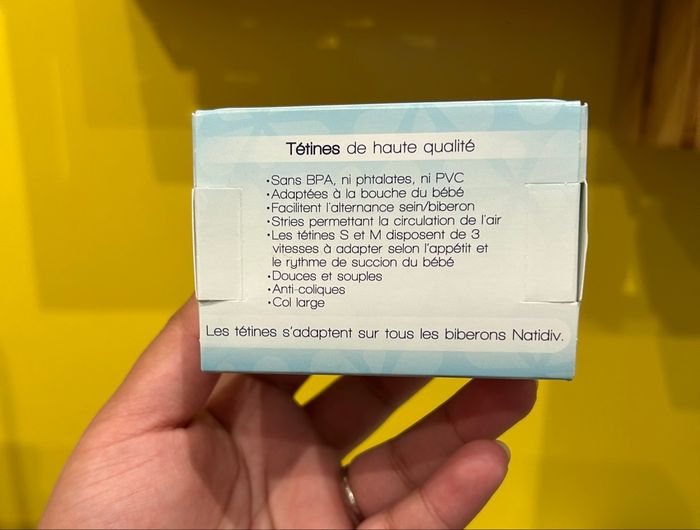 Tétines de haute qualité
•Sans BPA, ni phtalates, ni PVC
•Adaptées à la bouche du bébé
•Facilitent l'alternance sein/biberon
•Stries permettant la circulation de l'air
•Les tétines S et M disposent de 3
vitesses à adapter selon l'appétit et
le rythme de succion du bébé
•Douces et souples
•Anti-coliques
•Col large
Les tétines s'adaptent sur tous les biberons Natidiv.